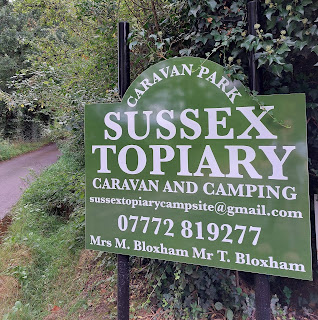 CARAVAN PARK
SUSSEX
TOPIARY
CARAVAN AND CAMPING
sussextopiarycampsite@gmail.com
07772 819277
Mrs M. Bloxham Mr T. Bloxham